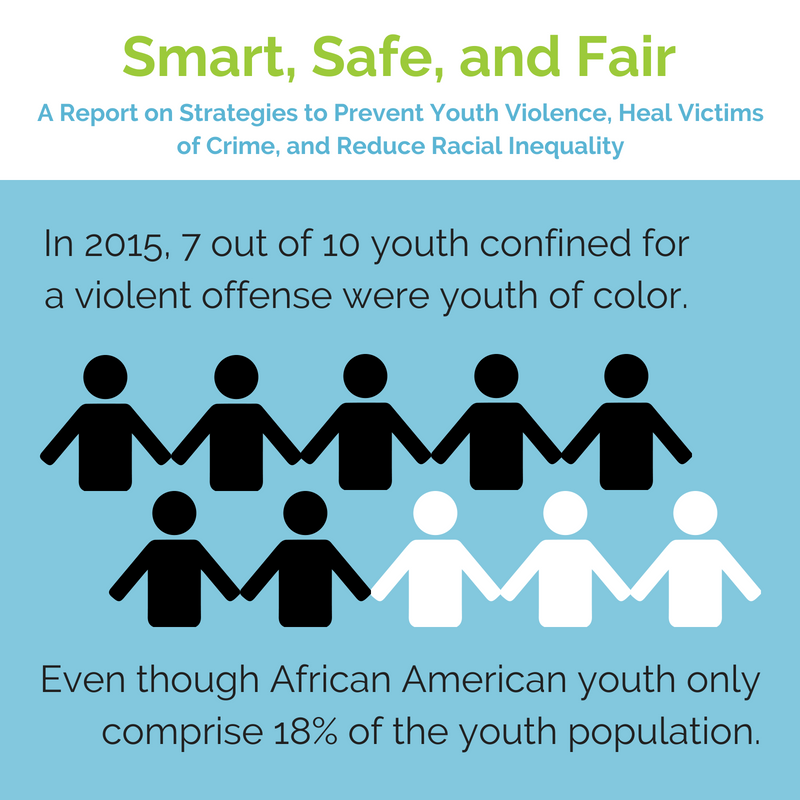 Smart, Safe, and Fair
A Report on Strategies to Prevent Youth Violence, Heal Victims
of Crime, and Reduce Racial Inequality
In 2015, 7 out of 10 youth confined for
a violent offense were youth of color.
Even though African American youth only
comprise 18% of the youth population.